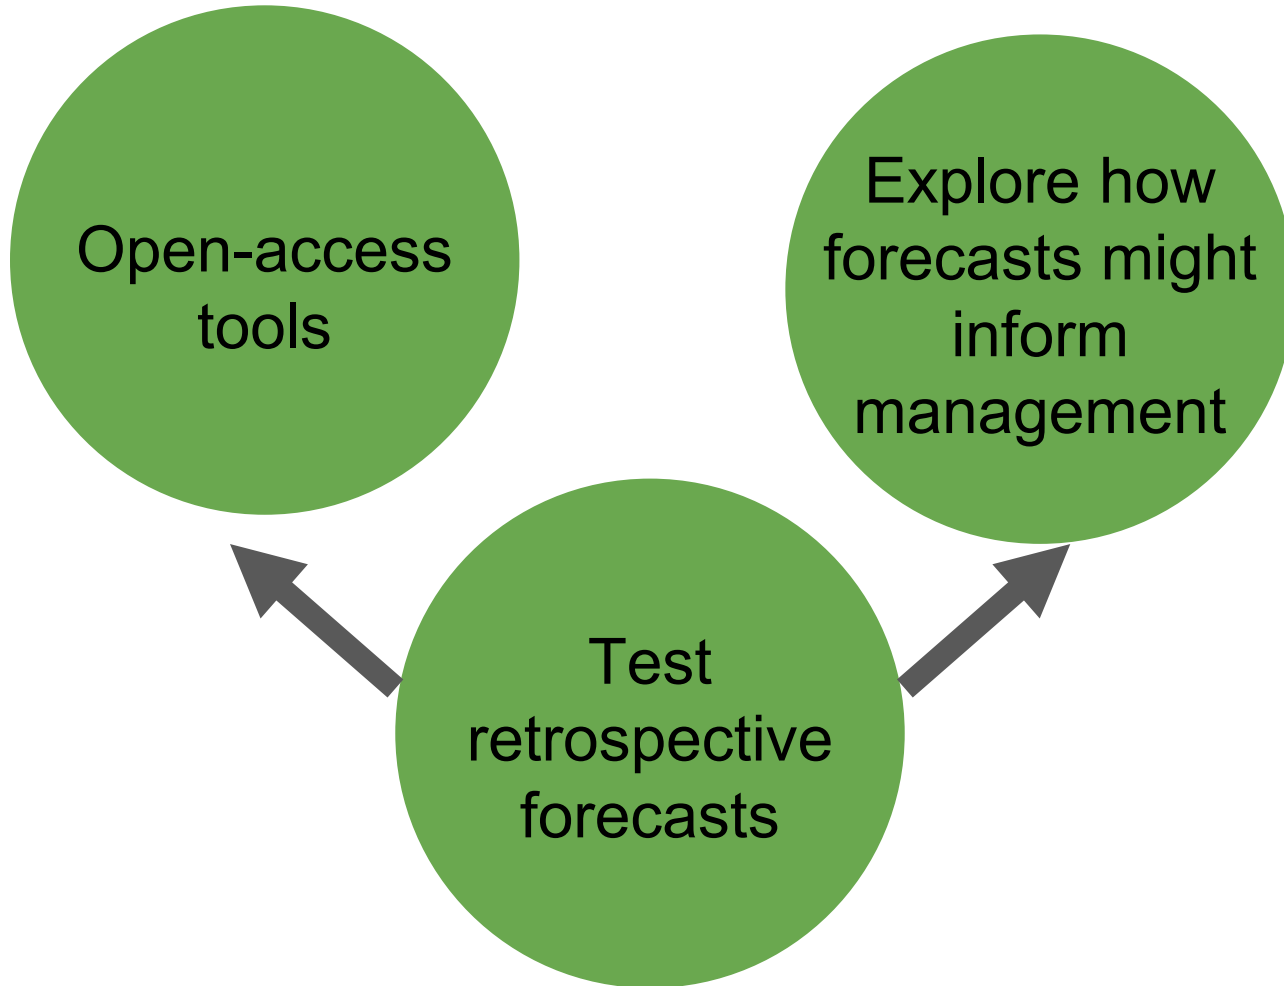 Open-access
tools
Explore how
forecasts might
inform
management
Test
retrospective
forecasts